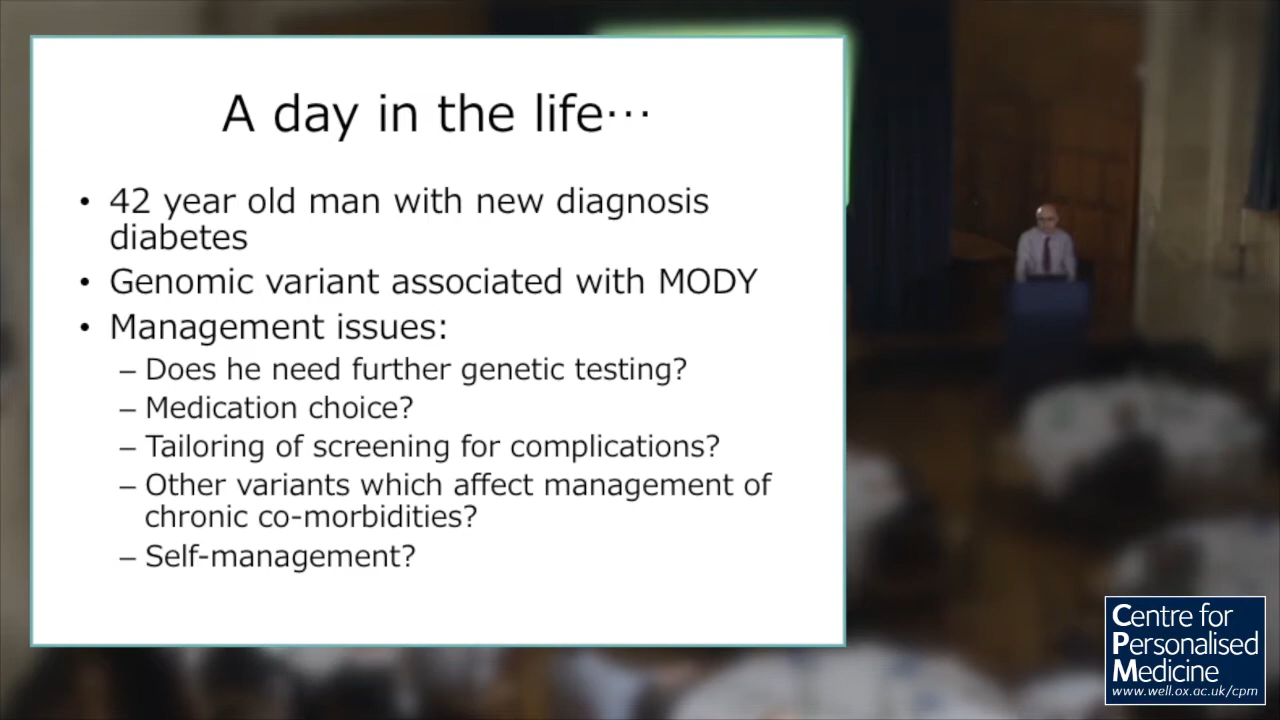 A day in the life…
• 42 year old man with new diagnosis
diabetes
• Genomic variant associated with MODY
• Management issues:
– Does he need further genetic testing?
– Medication choice?
– Tailoring of screening for complications?
– Other variants which affect management of
chronic co-morbidities?
– Self-management?
Centre for
Personalised
Medicine
www.well.ox.ac.uk/cpm